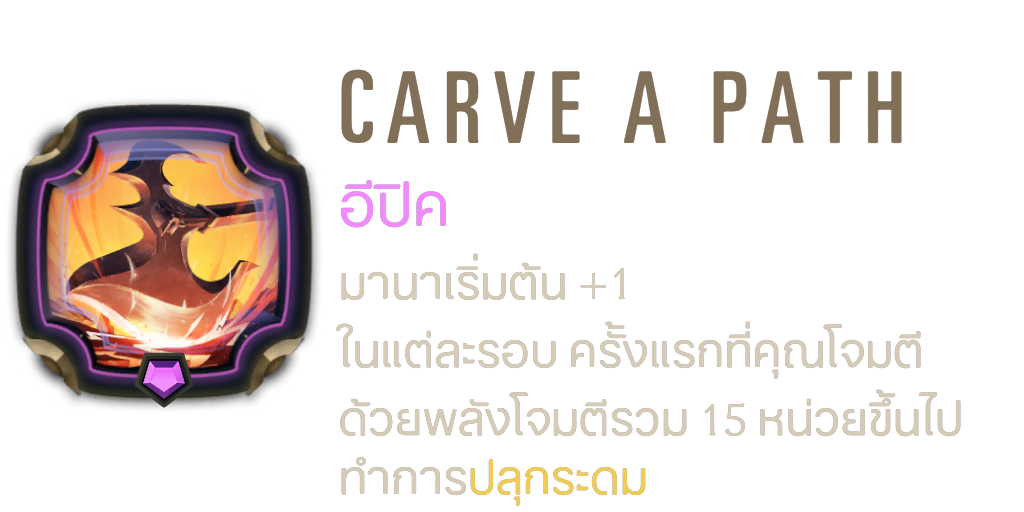 CARVE A PATH
อีปิค
มานาเริ่มต้น +1
ในแต่ละรอบ ครั้งแรกที่คุณโจมตี
ด้วยพลังโจมตีรวม 15 หน่วยขึ้นไป
ทำการปลุกระดม